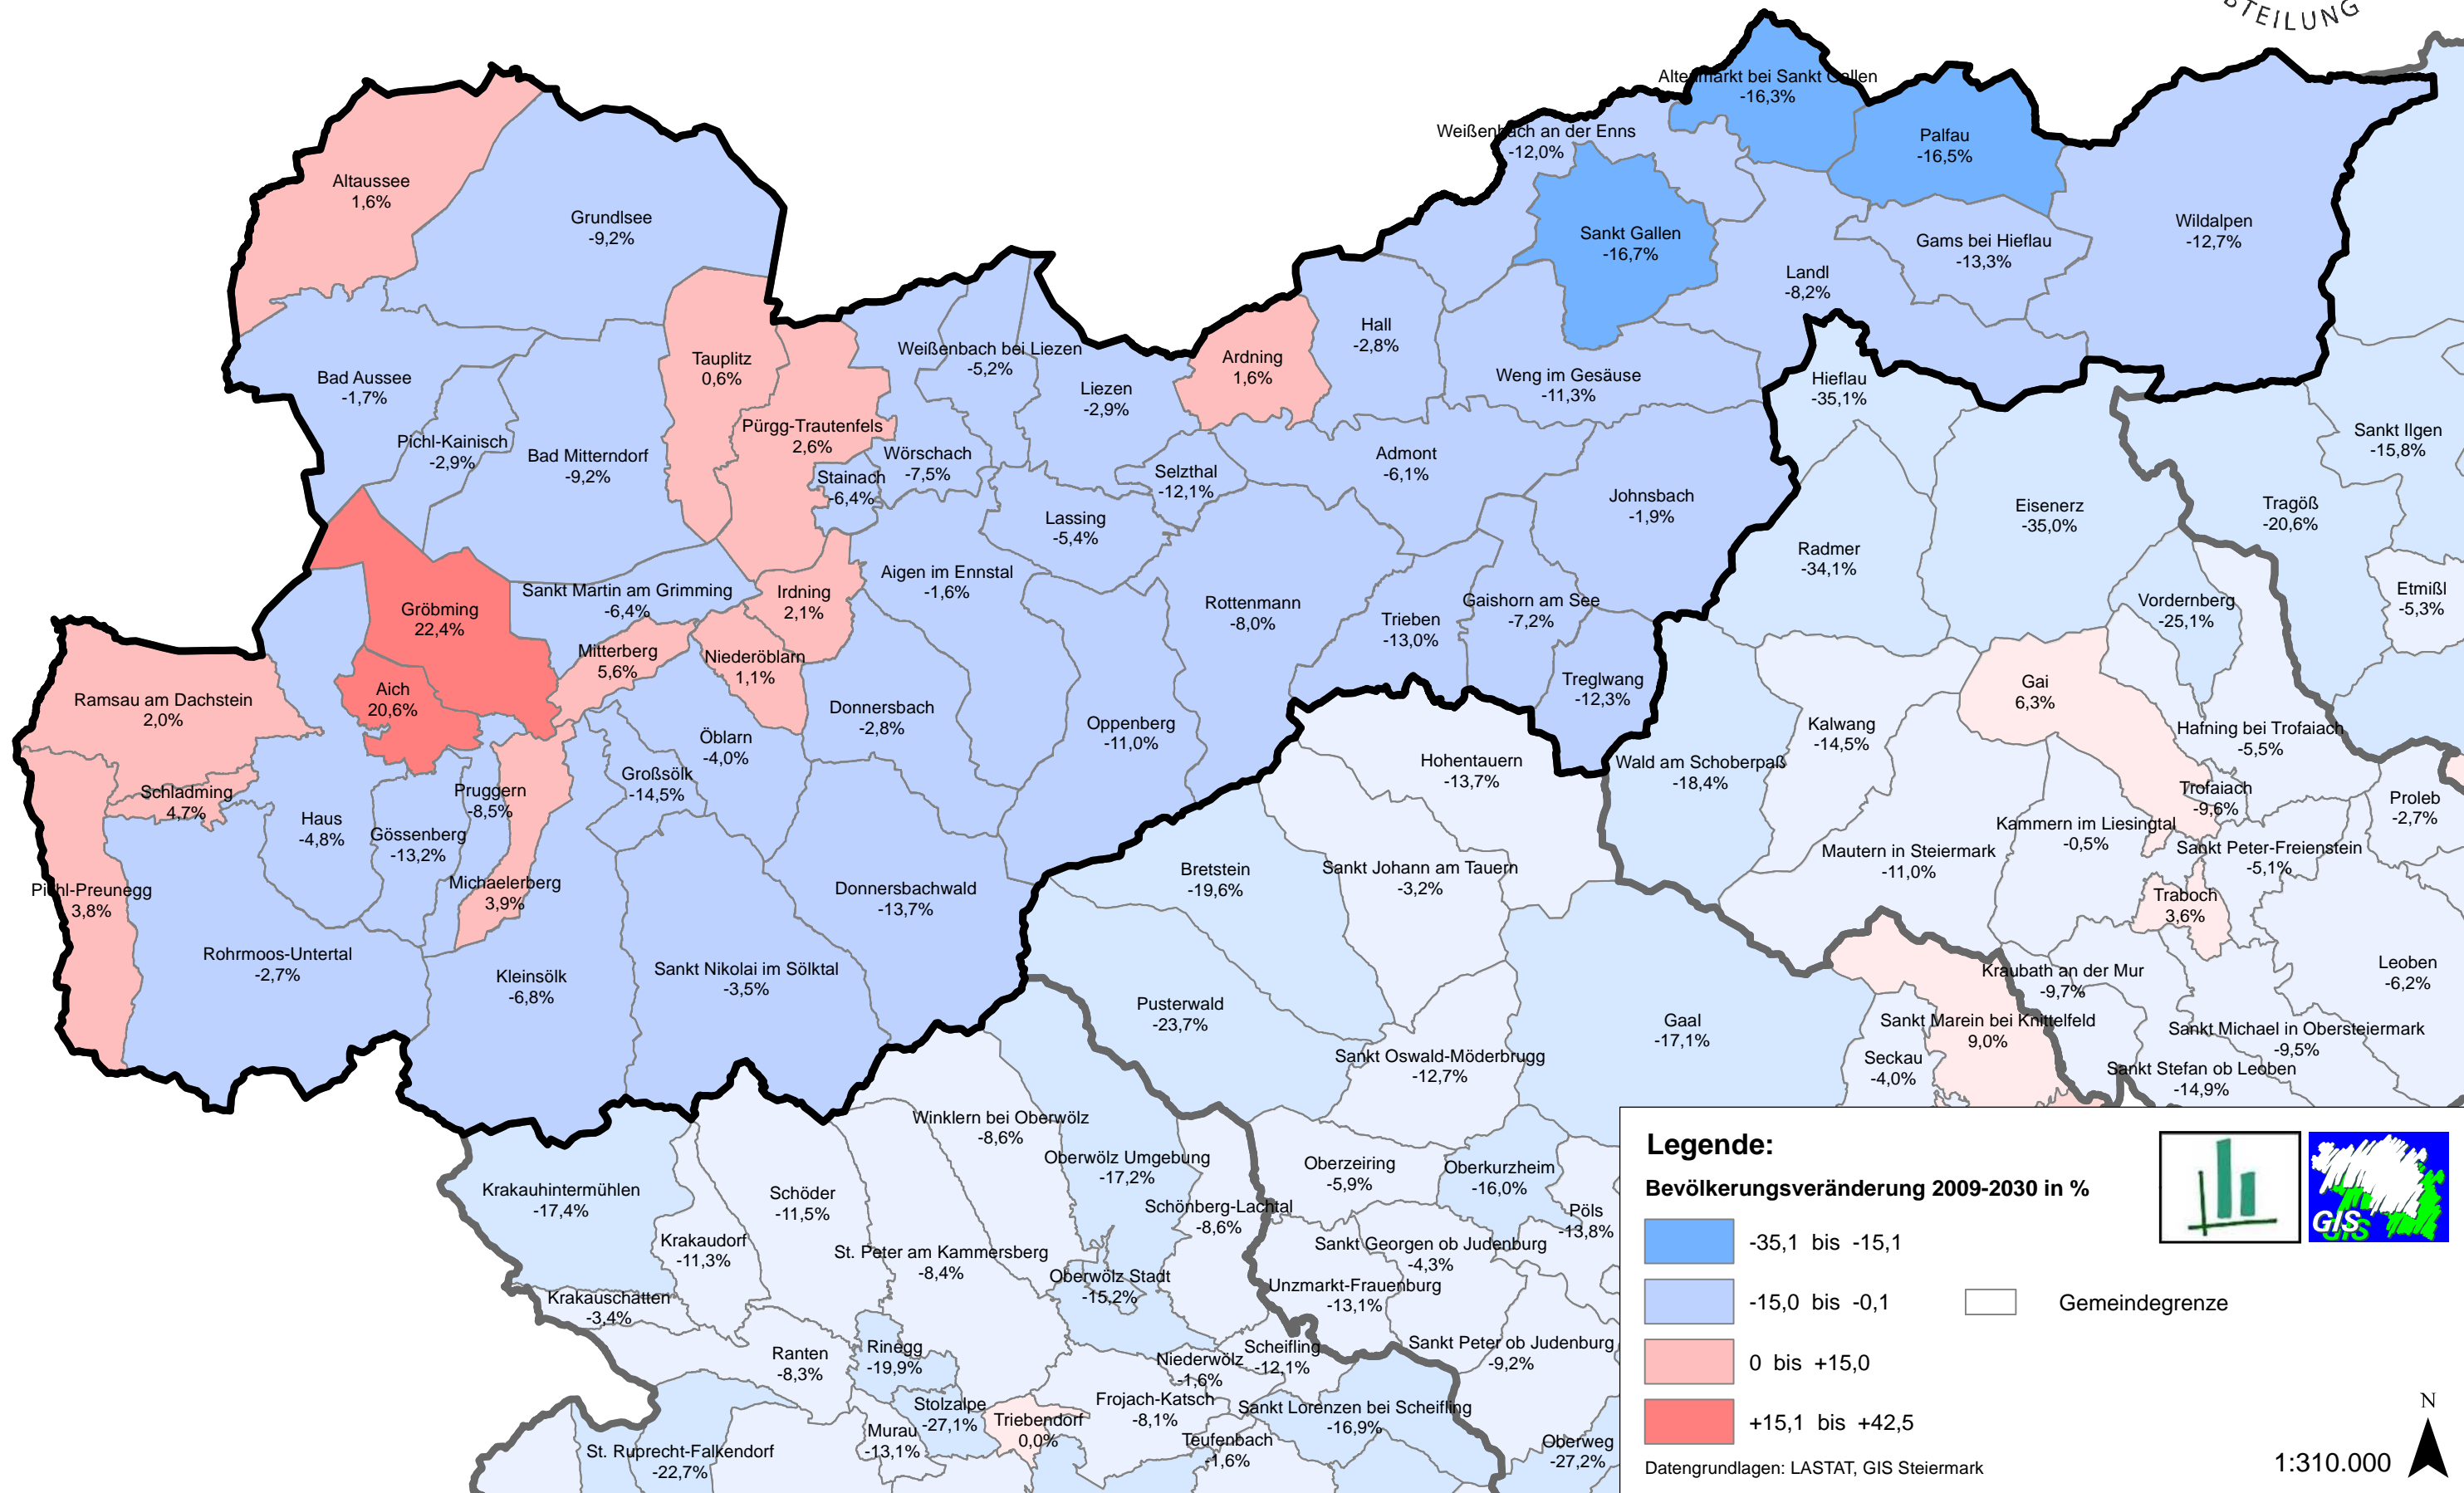 BTEILUNG
Altenmarkt bei Sankt Gallen
-16,3%
Weißenbach an der Enns
-12,0%
Palfau
-16,5%
Altaussee
1,6%
Grundlsee
-9,2%
Sankt Gallen
-16,7%
Gams bei Hieflau
-13,3%
Wildalpen
-12,7%
Landl
-8,2%
Hall
-2,8%
Weißenbach bei Liezen
-5,2%
Tauplitz
0,6%
Ardning
1,6%
Bad Aussee
-1,7%
Liezen
-2,9%
Weng im Gesäuse
-11,3%
Hieflau
-35,1%
Pürgg-Trautenfels
2,6%
Pichl-Kainisch
-2,9%
Bad Mitterndorf
-9,2%
Wörschach
-7,5%
Stainach
-6,4%
Selzthal
-12,1%
Admont
-6,1%
Sankt Ilgen
-15,8%
Johnsbach
-1,9%
Eisenerz
-35,0%
Tragöß
-20,6%
Lassing
-5,4%
Radmer
-34,1%
Aigen im Ennstal
-1,6%
Sankt Martin am Grimming
-6,4%
Irdning
2,1%
Gröbming
22,4%
Rottenmann
-8,0%
Trieben
-13,0%
Gaishorn am See
-7,2%
Vordernberg
-25,1%
Etmißl
-5,3%
Mitterberg
5,6%
Niederöblarn
1,1%
Treglwang
-12,3%
Gai
6,3%
Ramsau am Dachstein
2,0%
Aich
20,6%
Donnersbach
-2,8%
Oppenberg
-11,0%
Öblarn
-4,0%
Kalwang
-14,5%
Hafning bei Trofaiach
-5,5%
Großsölk
-14,5%
Hohentauern
-13,7%
Wald am Schoberpaß
-18,4%
Schladming
4,7%
Pruggern
-8,5%
Trofaiach
-9,6%
Proleb
-2,7%
Haus
-4,8%
Gössenberg
-13,2%
Kammern im Liesingtal
-0,5%
Mautern in Steiermark
-11,0%
Sankt Peter-Freienstein
-5,1%
Pichl-Preunegg
3,8%
Michaelerberg
3,9%
Donnersbachwald
-13,7%
Bretstein
-19,6%
Sankt Johann am Tauern
-3,2%
Traboch
3,6%
Rohrmoos-Untertal
-2,7%
Kleinsölk
-6,8%
Sankt Nikolai im Sölktal
-3,5%
Kraubath an der Mur
-9,7%
Leoben
-6,2%
Pusterwald
-23,7%
Gaal
-17,1%
Sankt Marein bei Knittelfeld
9,0%
Sankt Michael in Obersteiermark
-9,5%
Sankt Oswald-Möderbrugg
-12,7%
Seckau
-4,0%
Sankt Stefan ob Leoben
-14,9%
Winklern bei Oberwölz
-8,6%
Oberwölz Umgebung
-17,2%
Oberzeiring
-5,9%
Oberkurzheim
-16,0%
Krakauhintermühlen
-17,4%
Schöder
-11,5%
Schönberg-Lachtal
-8,6%
Pöls
-13,8%
Krakaudorf
-11,3%
St. Peter am Kammersberg
-8,4%
Sankt Georgen ob Judenburg
-4,3%
Oberwölz Stadt
-15,2%
Unzmarkt-Frauenburg
-13,1%
Krakauschatten
-3,4%
Ranten
-8,3%
Rinegg
-19,9%
Scheifling
-12,1%
Sankt Peter ob Judenburg
-9,2%
Niederwölz
-1,6%
Stolzalpe
-27,1%
Frojach-Katsch
-8,1%
Sankt Lorenzen bei Scheifling
-16,9%
Triebendorf
0,0%
Murau
-13,1%
Teufenbach
-1,6%
Oberweg
-27,2%
St. Ruprecht-Falkendorf
-22,7%
Legende:
Bevölkerungsveränderung 2009-2030 in %
-35,1 bis -15,1
-15,0 bis -0,1
0 bis +15,0
+15,1 bis +42,5
Gemeindegrenze
GIS
Datengrundlagen: LASTAT, GIS Steiermark
1:310.000
N